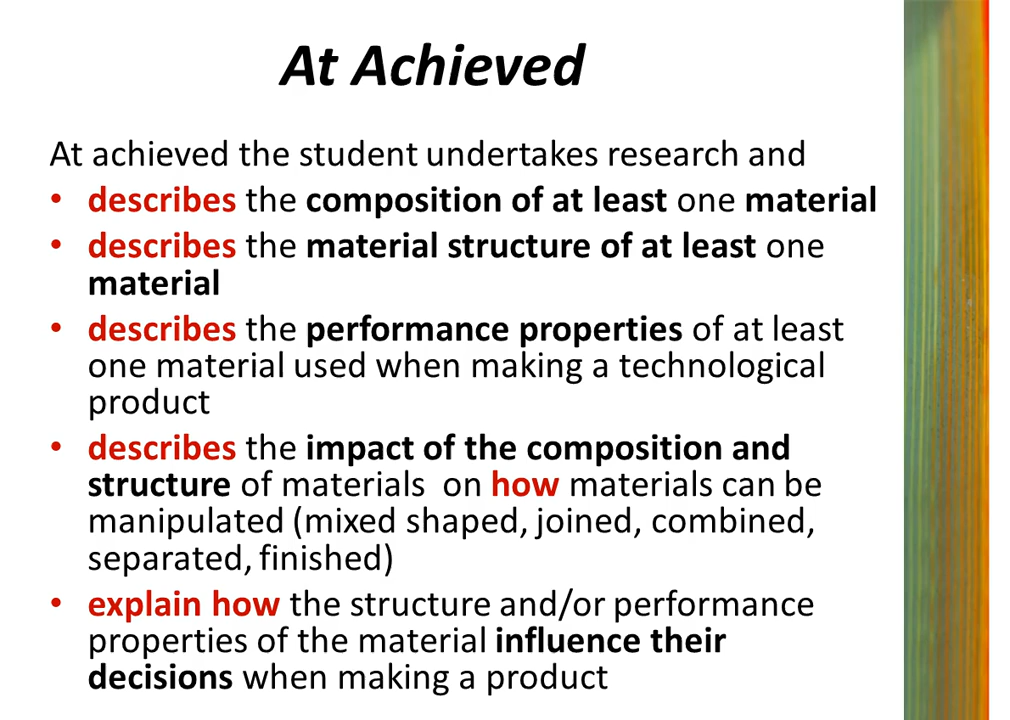 At Achieved
At achieved the student undertakes research and
• describes the composition of at least one material
• describes the material structure of at least one
material
• describes the performance properties of at least
one material used when making a technological
product
• describes the impact of the composition and
structure of materials  on how materials can be
manipulated (mixed shaped, joined, combined,
separated, finished)
• explain how the structure and/or performance
properties of the material influence their
decisions when making a product